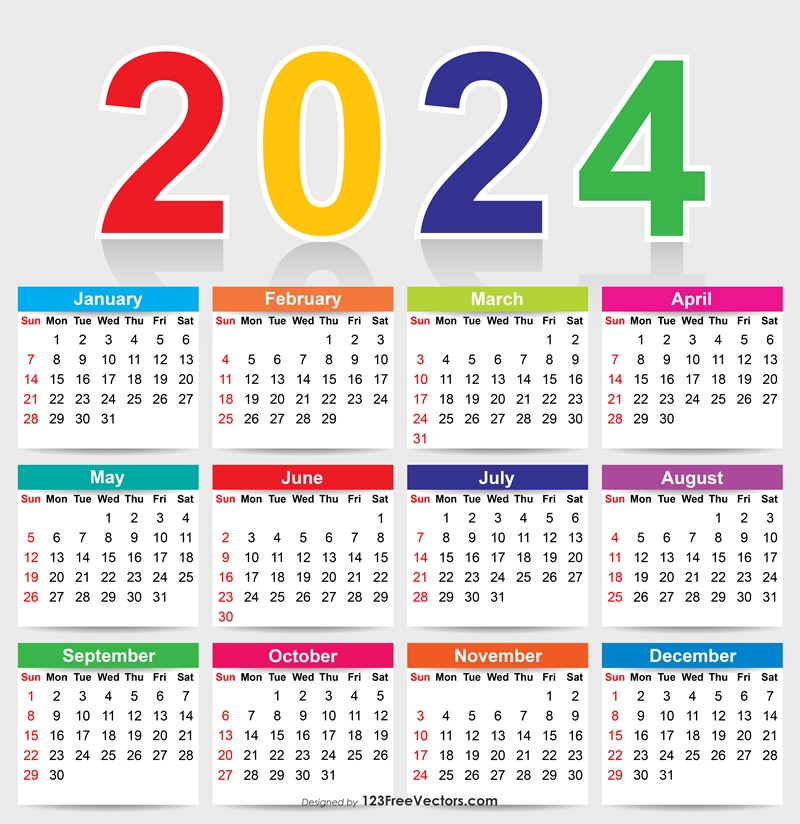 2024
January
Sun Mon Tue Wed Thu Fri Sat
1 2 3 4 5 6
7 8 9 10 11 12 13
14 15 16 17 18 19 20
21 22 23 24 25 26 27
28 29 30 31
February
Sun Mon Tue Wed Thu Fri Sat
1 2 3
4 5 6 7 8 9 10
11 12 13 14 15 16 17
18 19 20 21 22 23 24
25 26 27 28 29
March
Sun Mon Tue Wed Thu Fri Sat
1 2
3 4 5 6 7 8 9
10 11 12 13 14 15 16
17 18 19 20 21 22 23
24 25 26 27 28 29 30
31
April
Sun Mon Tue Wed Thu Fri Sat
1 2 3 4 5 6
7 8 9 10 11 12 13
14 15 16 17 18 19 20
21 22 23 24 25 26 27
28 29 30
May
Sun Mon Tue Wed Thu Fri Sat
1 2 3 4
5 6 7 8 9 10 11
12 13 14 15 16 17 18
19 20 21 22 23 24 25
26 27 28 29 30 31
June
Sun Mon Tue Wed Thu Fri Sat
1
2 3 4 5 6 7 8
9 10 11 12 13 14 15
16 17 18 19 20 21 22
23 24 25 26 27 28 29
30
July
Sun Mon Tue Wed Thu Fri Sat
1 2 3 4 5 6
7 8 9 10 11 12 13
14 15 16 17 18 19 20
21 22 23 24 25 26 27
28 29 30 31
August
Sun Mon Tue Wed Thu Fri Sat
1 2 3
4 5 6 7 8 9 10
11 12 13 14 15 16 17
18 19 20 21 22 23 24
25 26 27 28 29 30 31
September
Sun Mon Tue Wed Thu Fri Sat
1 2 3 4 5 6 7
8 9 10 11 12 13 14
15 16 17 18 19 20 21
22 23 24 25 26 27 28
29 30
October
Sun Mon Tue Wed Thu Fri Sat
1 2 3 4 5
6 7 8 9 10 11 12
13 14 15 16 17 18 19
20 21 22 23 24 25 26
27 28 29 30 31
November
Sun Mon Tue Wed Thu Fri Sat
1 2
3 4 5 6 7 8 9
10 11 12 13 14 15 16
17 18 19 20 21 22 23
24 25 26 27 28 29 30
December
Sun Mon Tue Wed Thu Fri Sat
1 2 3 4 5 6 7
8 9 10 11 12 13 14
15 16 17 18 19 20 21
22 23 24 25 26 27 28
29 30 31
Designed by 123FreeVectors.com